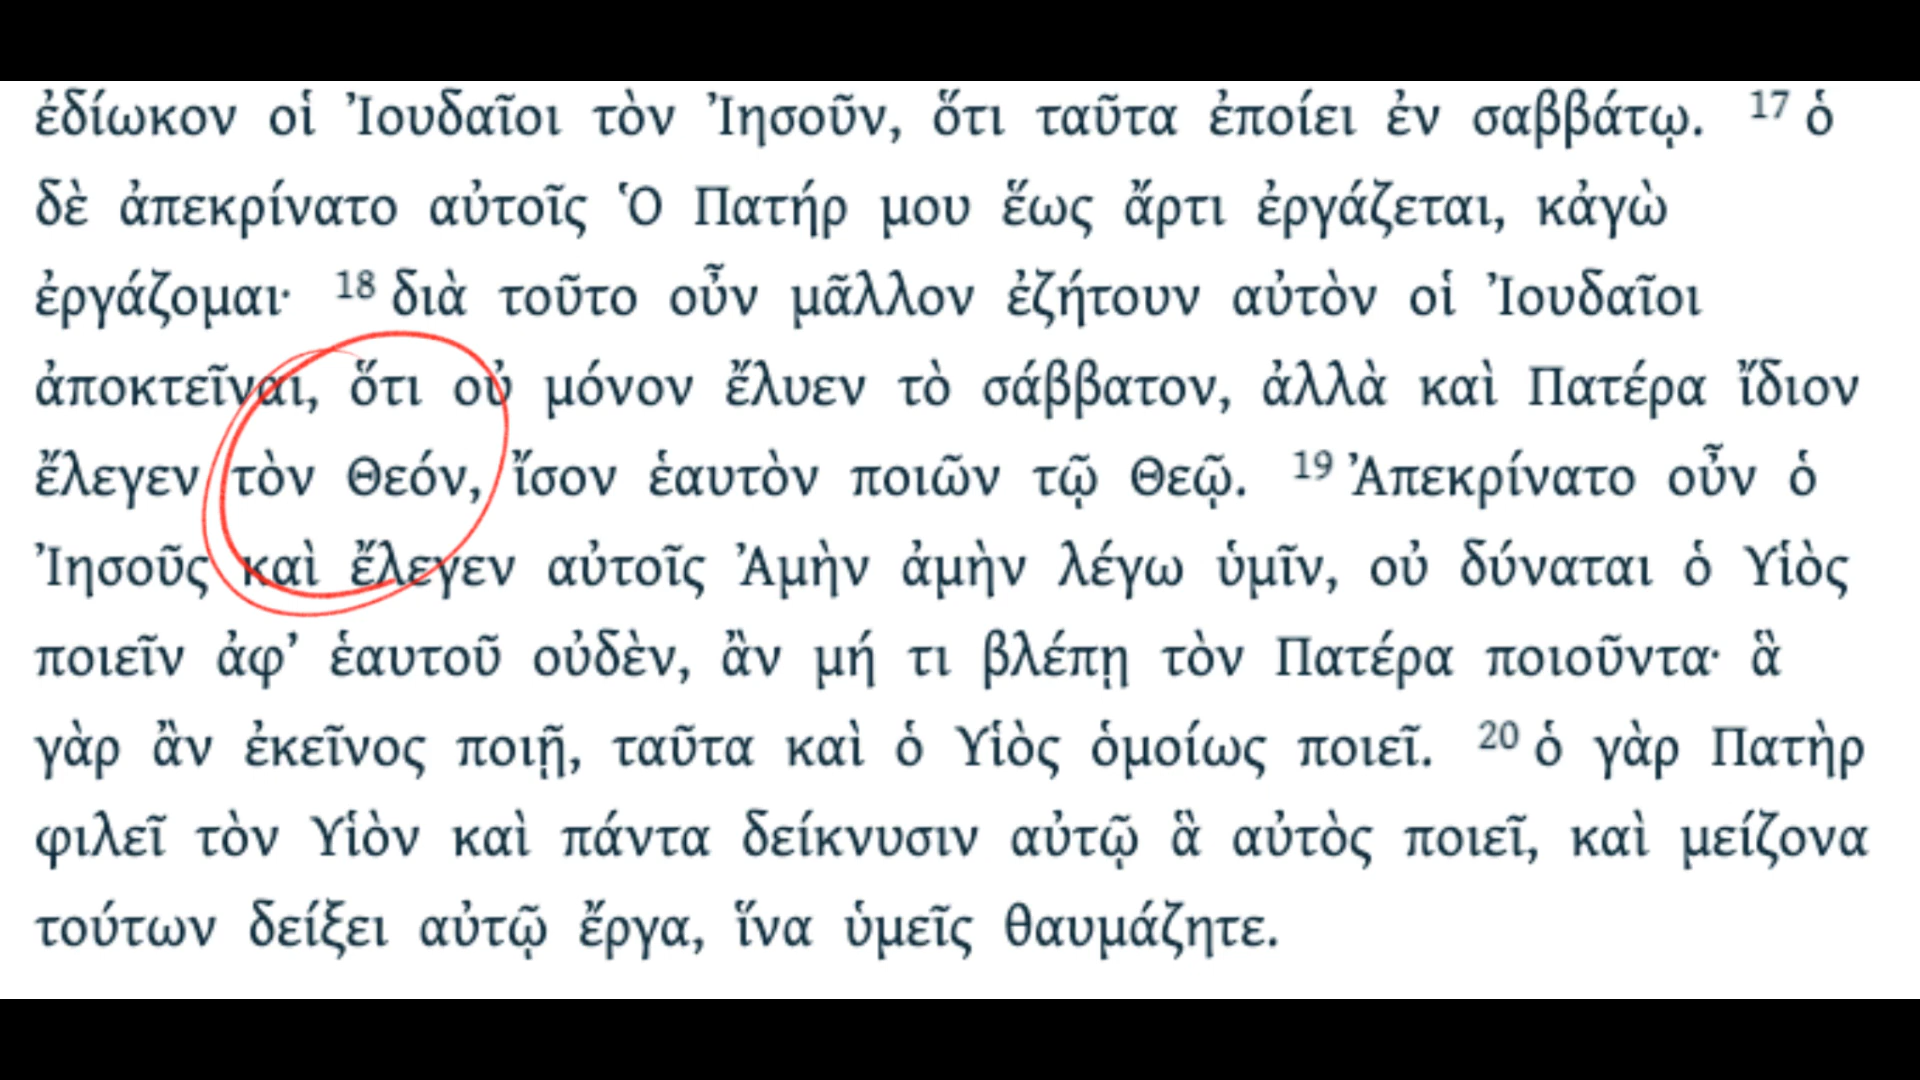 ἐδίωκον οἱ Ἰουδαῖοι τὸν Ἰησοῦν, ὅτι ταῦτα ἐποίει ἐν σαββάτῳ. 17 ὁ
δὲ ἀπεκρίνατο αὐτοῖς Ὁ Πατήρ μου ἕως ἄρτι ἐργάζεται, κἀγὼ
ἐργάζομαι· 18 διὰ τοῦτο οὖν μᾶλλον ἐζήτουν αὐτὸν οἱ Ἰουδαῖοι
ἀποκτεῖναι, ὅτι οὐ μόνον ἔλυεν τὸ σάββατον, ἀλλὰ καὶ Πατέρα ἴδιον
ἔλεγεν τὸν Θεόν, ἴσον ἑαυτὸν ποιῶν τῷ Θεῷ. 19 Ἀπεκρίνατο οὖν ὁ
Ἰησοῦς καὶ ἔλεγεν αὐτοῖς Ἀμὴν ἀμὴν λέγω ὑμῖν, οὐ δύναται ὁ Υἱὸς
ποιεῖν ἀφ’ ἑαυτοῦ οὐδὲν, ἂν μή τι βλέπῃ τὸν Πατέρα ποιοῦντα· ἃ
γὰρ ἂν ἐκεῖνος ποιῇ, ταῦτα καὶ ὁ Υἱὸς ὁμοίως ποιεῖ. 20 ὁ γὰρ Πατὴρ
φιλεῖ τὸν Υἱὸν καὶ πάντα δείκνυσιν αὐτῷ ἃ αὐτὸς ποιεῖ, καὶ μείζονα
τούτων δείξει αὐτῷ ἔργα, ἵνα ὑμεῖς θαυμάζητε.